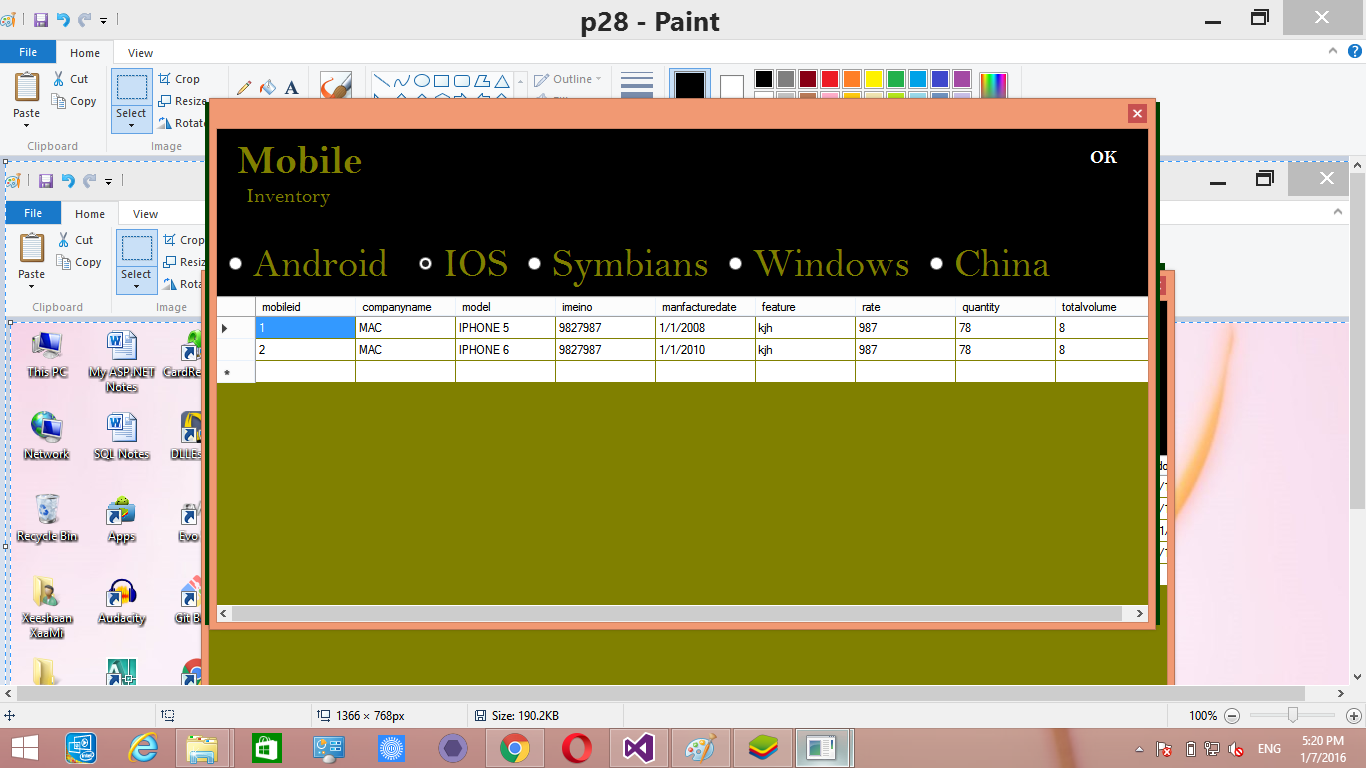 p28 - Paint
File Home View
Cut
Copy
Paste
Clipboard
Select
Crop
Resize
Rotate
Image
A
Outline
Mobile
Inventory
OK
Android IOS Symbians Windows China
mobileid companyname model imeino manfacturedate feature rate quantity totalvolume
1 MAC IPHONE 5 9827987 1/1/2008 kjh 987 78 8
2 MAC IPHONE 6 9827987 1/1/2010 kjh 987 78 8
*
File Home View
Cut
Copy
Paste
Clipboard
Select
Crop
Resiz
Rota
Image
This PC
My ASP.NET
Notes
CardRe
Network
SQL Notes
DLLEs
Recycle Bin
Apps
Evo
Xeeshaan
XaaMi
Audacity
Git B
1366 × 768px
Size: 190.2KB
100%
ENG
5:20 PM
1/7/2016